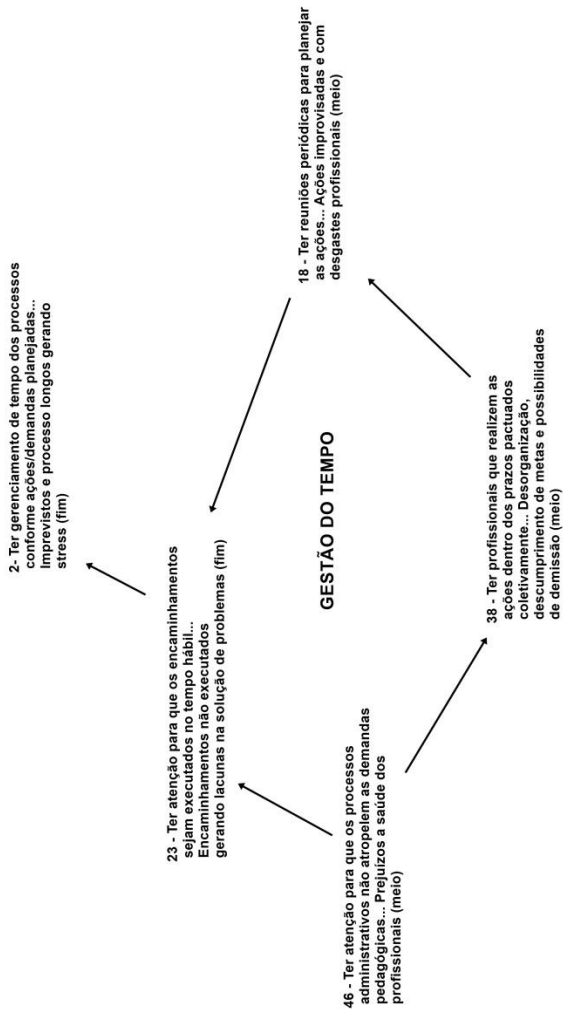 2- Ter gerenciamento de tempo dos processos
conforme ações/demandas planejadas...
Imprevistos e processo longos gerando
stress (fim)
23 - Ter atenção para que os encaminhamentos
sejam executados no tempo hábil...
Encaminhamentos não executados
gerando lacunas na solução de problemas (fim)
18 - Ter reuniões periódicas para planejar
as ações... Ações improvisadas e com
desgastes profissionais (meio)
GESTÃO DO TEMPO
46 - Ter atenção para que os processos
administrativos não atropelem as demandas
pedagógicas... Prejuízos a saúde dos
profissionais (meio)
38 - Ter profissionais que realizem as
ações dentro dos prazos pactuados
coletivamente... Desorganização,
descumprimento de metas e possibilidades
de demissão (meio)